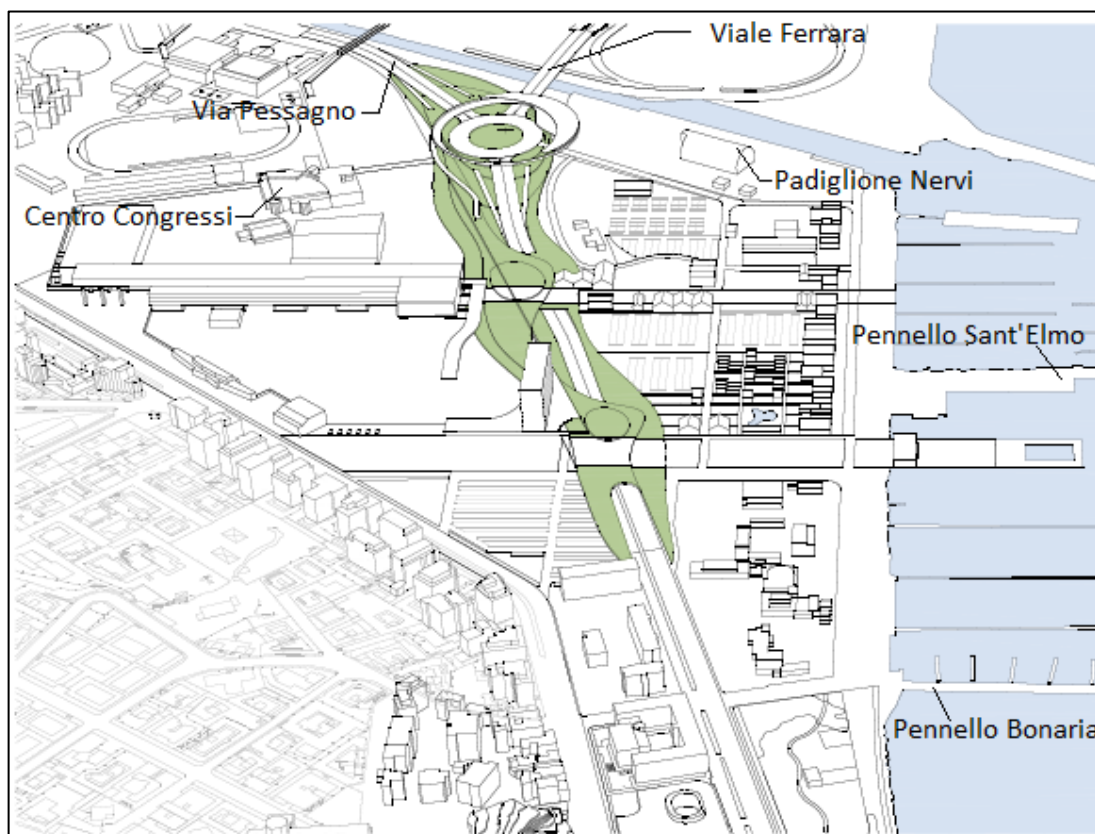 Viale Ferrara
Via Pessagno
Padiglione Nervi
Centro Congressi
Pennello Sant'Elmo
Pennello Bonaria